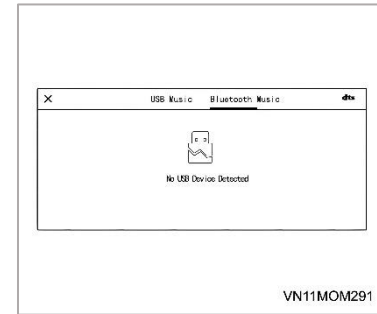 × USB Music Bluetooth Music dts
No USB Device Detected
VN11MOM291